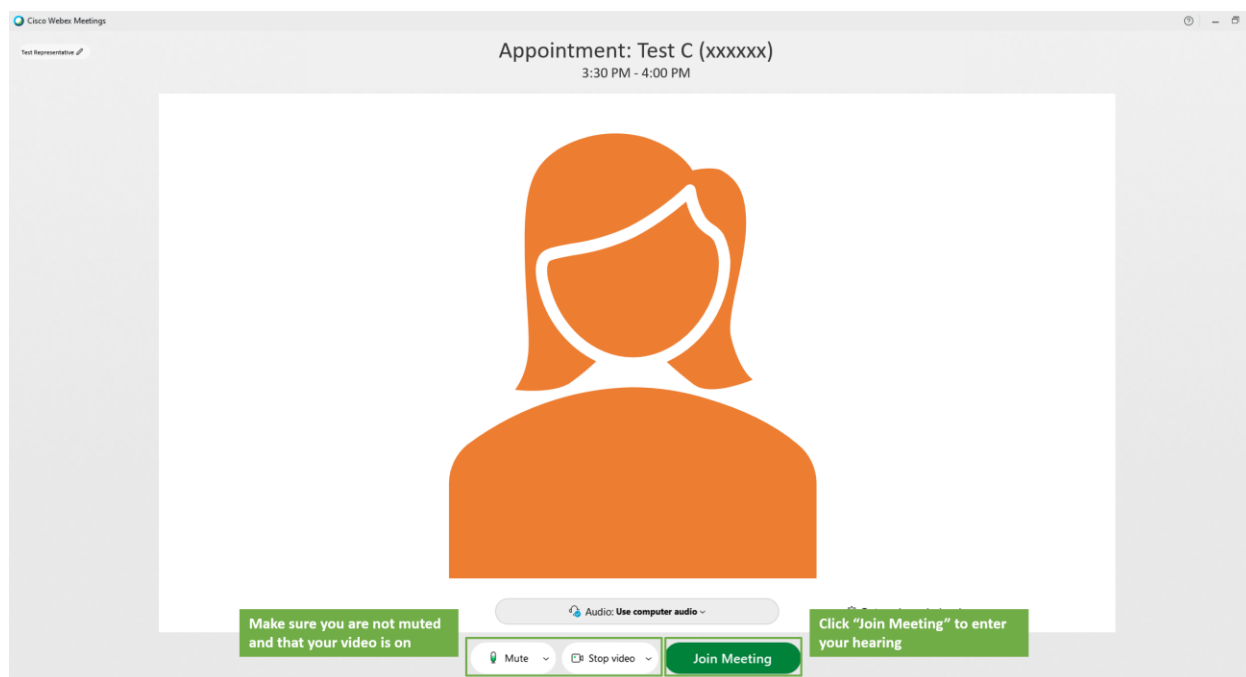 Cisco Webex Meetings
Test Representative
Appointment: Test C (xxxxxx)
3:30 PM - 4:00 PM
Audio: Use computer audio
Make sure you are not muted
and that your video is on
Click “Join Meeting” to enter
your hearing
Mute
Stop video
Join Meeting